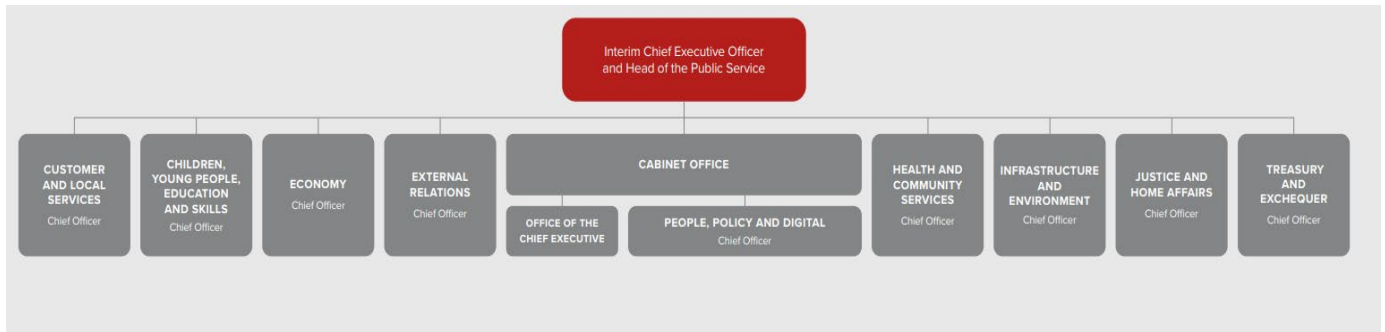 Interim Chief Executive Officer
and Head of the Public Service
CUSTOMER
AND LOCAL
SERVICES
Chief Officer
CHILDREN,
YOUNG PEOPLE,
EDUCATION
AND SKILLS
Chief Officer
ECONOMY
Chief Officer
EXTERNAL
RELATIONS
Chief Officer
CABINET OFFICE
OFFICE OF THE
CHIEF EXECUTIVE
PEOPLE, POLICY AND DIGITAL
Chief Officer
HEALTH AND
COMMUNITY
SERVICES
Chief Officer
INFRASTRUCTURE
AND
ENVIRONMENT
Chief Officer
JUSTICE AND
HOME AFFAIRS
Chief Officer
TREASURY
AND
EXCHEQUER
Chief Officer